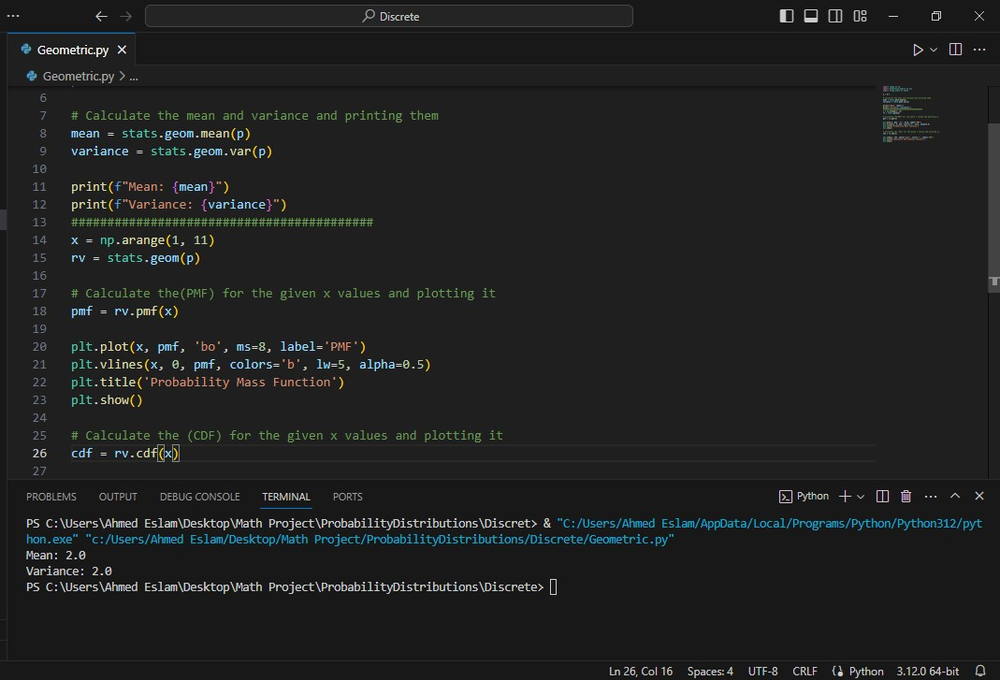 Discrete
Geometric.py
Geometric.py > ...
6
7 # Calculate the mean and variance and printing them
8 mean = stats.geom.mean(p)
9 variance = stats.geom.var(p)
10
11 print(f"Mean: {mean}")
12 print(f"Variance: {variance}")
13 ##########################################
14 x = np.arange(1, 11)
15 rv = stats.geom(p)
16
17 # Calculate the(PMF) for the given x values and plotting it
18 pmf = rv.pmf(x)
19
20 plt.plot(x, pmf, 'bo', ms=8, label='PMF')
21 plt.vlines(x, 0, pmf, colors='b', lw=5, alpha=0.5)
22 plt.title('Probability Mass Function')
23 plt.show()
24
25 # Calculate the (CDF) for the given x values and plotting it
26 cdf = rv.cdf(x)
27
PROBLEMS OUTPUT DEBUG CONSOLE TERMINAL PORTS Python
PS C:\Users\Ahmed Eslam\Desktop\Math Project\ProbabilityDistributions\Discret> & "C:/Users/Ahmed Eslam/AppData/Local/Programs/Python/Python312/pyt
hon.exe" "c:/Users/Ahmed Eslam/Desktop/Math Project/ProbabilityDistributions/Discrete/Geometric.py"
Mean: 2.0
Variance: 2.0
PS C:\Users\Ahmed Eslam\Desktop\Math Project\ProbabilityDistributions\Discrete>
Ln 26, Col 16 Spaces: 4 UTF-8 CRLF Python 3.12.0 64-bit